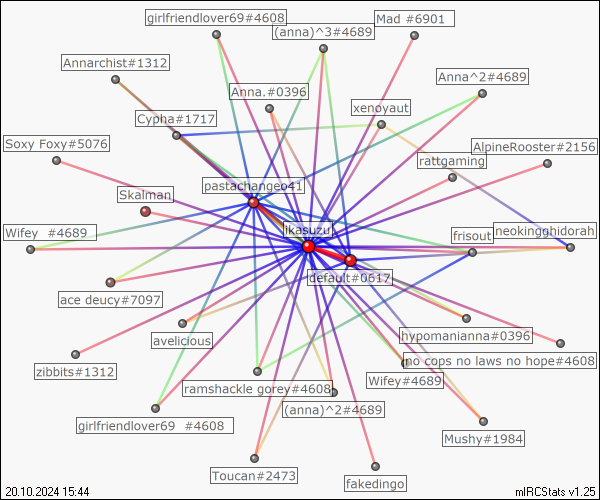 girlfriendlover69#4608
(anna)^3#4689
Mad #6901
Annarchist#1312
Anna^2#4689
Anna.#0396
xenoyaut
Cypha#1717
Soxy Foxy#5076
AlpineRooster#2156
rattgaming
pastachangeo41
Skalman
likasuzu
Wifey #4689
frisout
neokingghidorah
default#0617
ace deucy#7097
avelicious
hypomanianna#0396
no cops no laws no hope#4608
zibbits#1312
ramshackle gorey#4608
Wifey#4689
(anna)^2#4689
girlfriendlover69 #4608
Mushy#1984
Toucan#2473
fakedingo
20.10.2024 15:44
mIRCStats v1.25